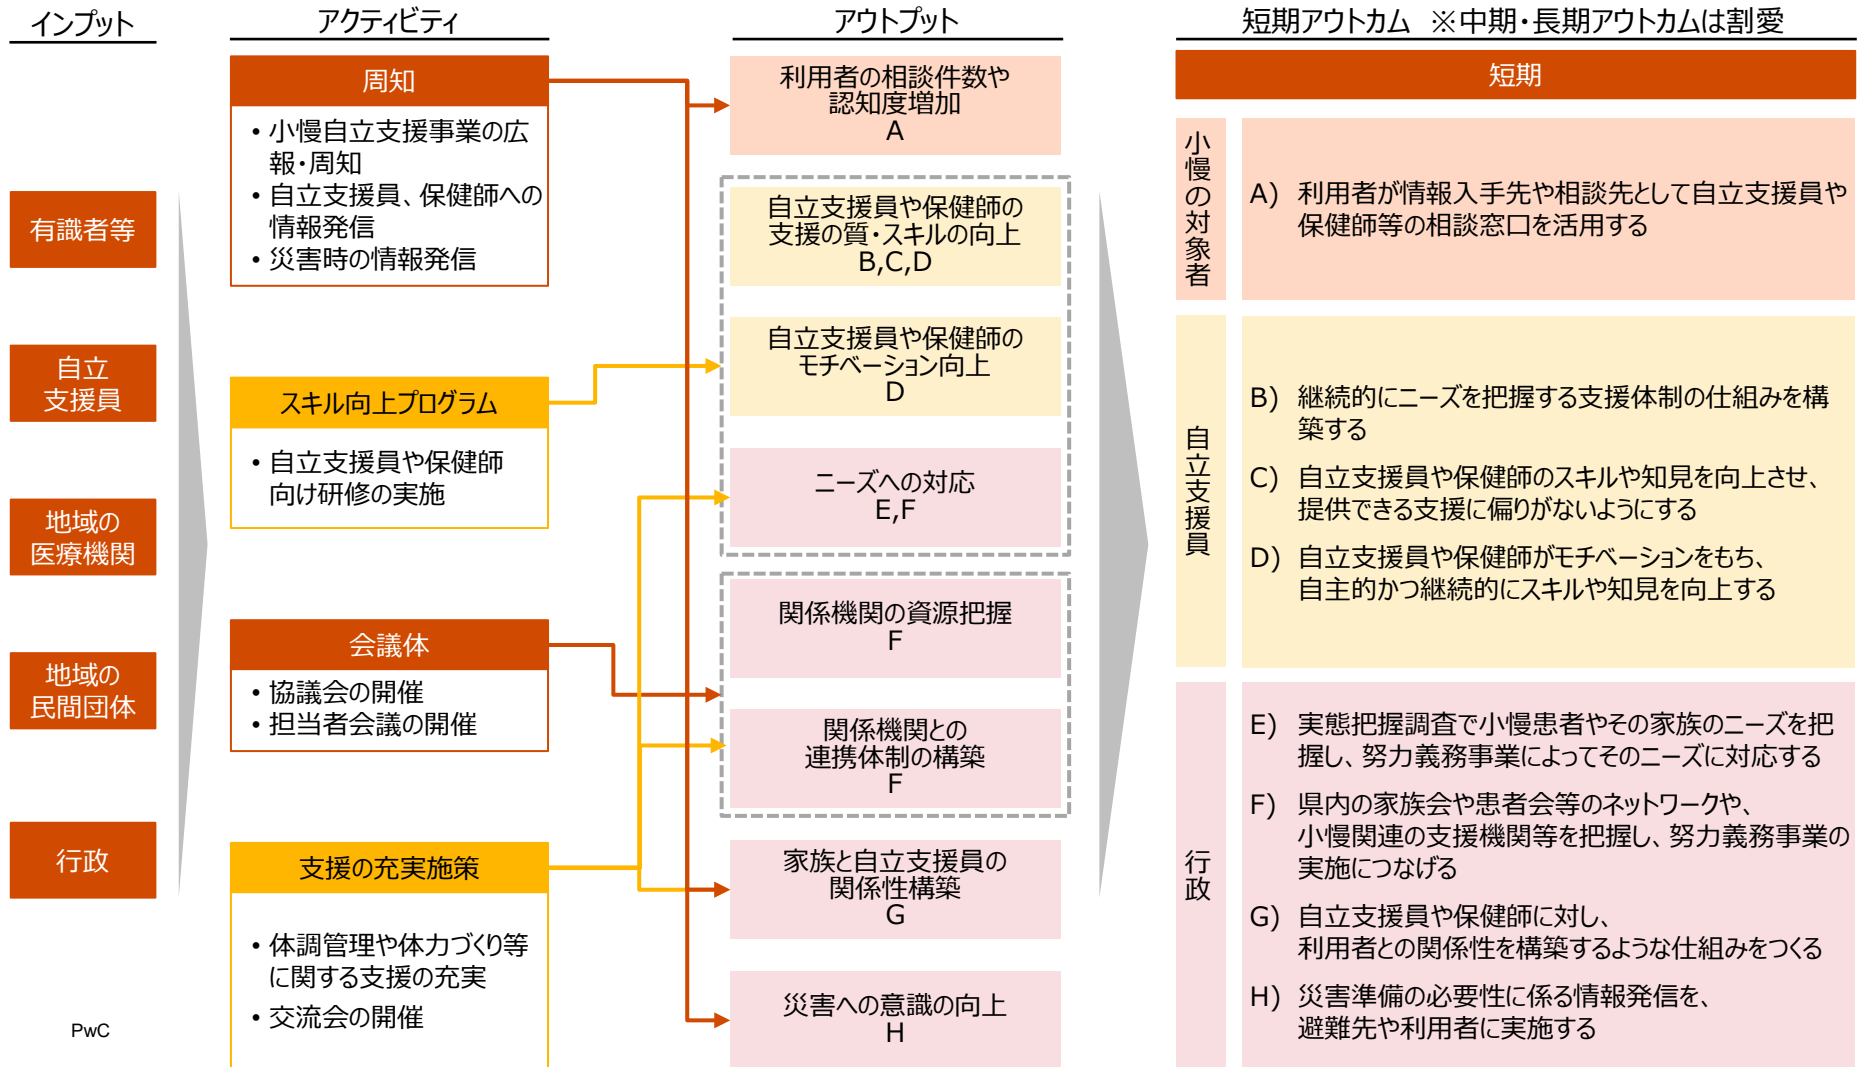 インプット
有識者等
自立
支援員
地域の
医療機関
地域の
民間団体
行政
PwC
アクティビティ
周知
• 小慢自立支援事業の広
報・周知
• 自立支援員、保健師への
情報発信
• 災害時の情報発信
スキル向上プログラム
• 自立支援員や保健師
向け研修の実施
会議体
• 協議会の開催
• 担当者会議の開催
支援の充実施策
• 体調管理や体力づくり等
に関する支援の充実
• 交流会の開催
アウトプット
利用者の相談件数や
認知度増加
A
自立支援員や保健師の
支援の質・スキルの向上
B,C,D
自立支援員や保健師の
モチベーション向上
D
ニーズへの対応
E,F
関係機関の資源把握
F
関係機関との
連携体制の構築
F
家族と自立支援員の
関係性構築
G
災害への意識の向上
H
短期アウトカム ※中期・長期アウトカムは割愛
短期
小慢の対象者
A) 利用者が情報入手先や相談先として自立支援員や
保健師等の相談窓口を活用する
自立支援員
B) 継続的にニーズを把握する支援体制の仕組みを構
築する
C) 自立支援員や保健師のスキルや知見を向上させ、
提供できる支援に偏りがないようにする
D) 自立支援員や保健師がモチベーションをもち、
自主的かつ継続的にスキルや知見を向上する
行政
E) 実態把握調査で小慢患者やその家族のニーズを把
握し、努力義務事業によってそのニーズに対応する
F) 県内の家族会や患者会等のネットワークや、
小慢関連の支援機関等を把握し、努力義務事業の
実施につなげる
G) 自立支援員や保健師に対し、
利用者との関係性を構築するような仕組みをつくる
H) 災害準備の必要性に係る情報発信を、
避難先や利用者に実施する